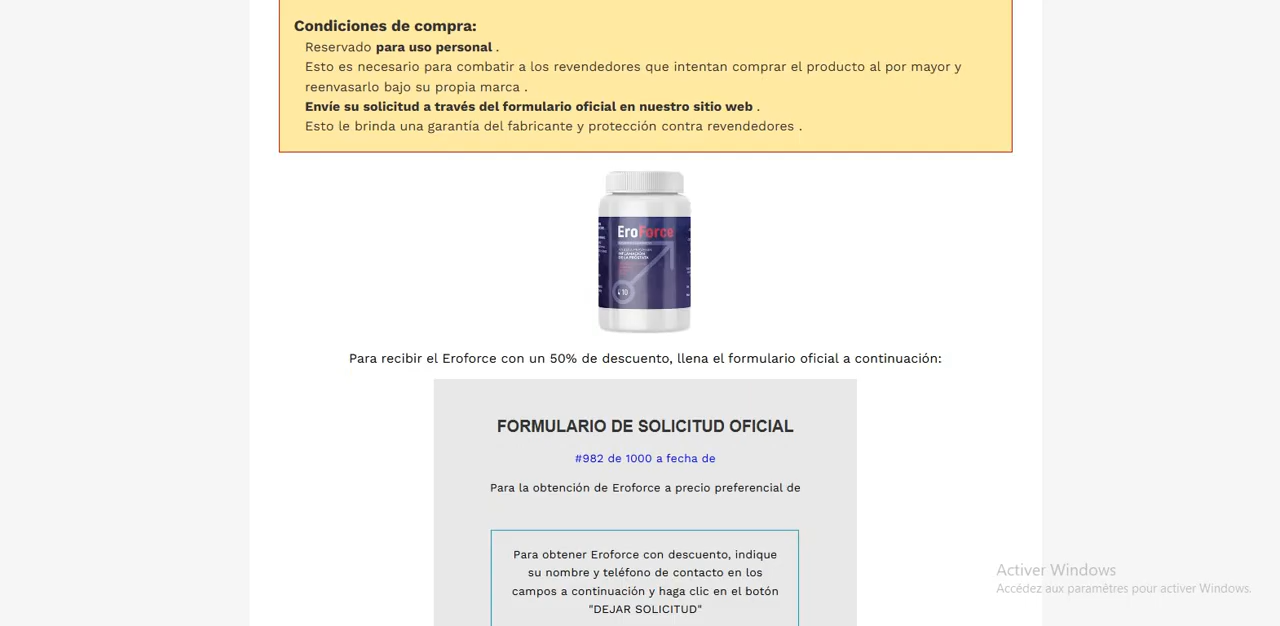 Condiciones de compra:
Reservado para uso personal .
Esto es necesario para combatir a los revendedores que intentan comprar el producto al por mayor y
reenvasarlo bajo su propia marca .
Envíe su solicitud a través del formulario oficial en nuestro sitio web .
Esto le brinda una garantía del fabricante y protección contra revendedores .
EroForce
INFLAMACIÓN
DE LA PRÓSTATA
10
Para recibir el Eroforce con un 50% de descuento, llena el formulario oficial a continuación:
FORMULARIO DE SOLICITUD OFICIAL
#982 de 1000 a fecha de
Para la obtención de Eroforce a precio preferencial de
Para obtener Eroforce con descuento, indique
su nombre y teléfono de contacto en los
campos a continuación y haga clic en el botón
"DEJAR SOLICITUD"
Activer Windows
Accédez aux paramètres pour activer Windows.